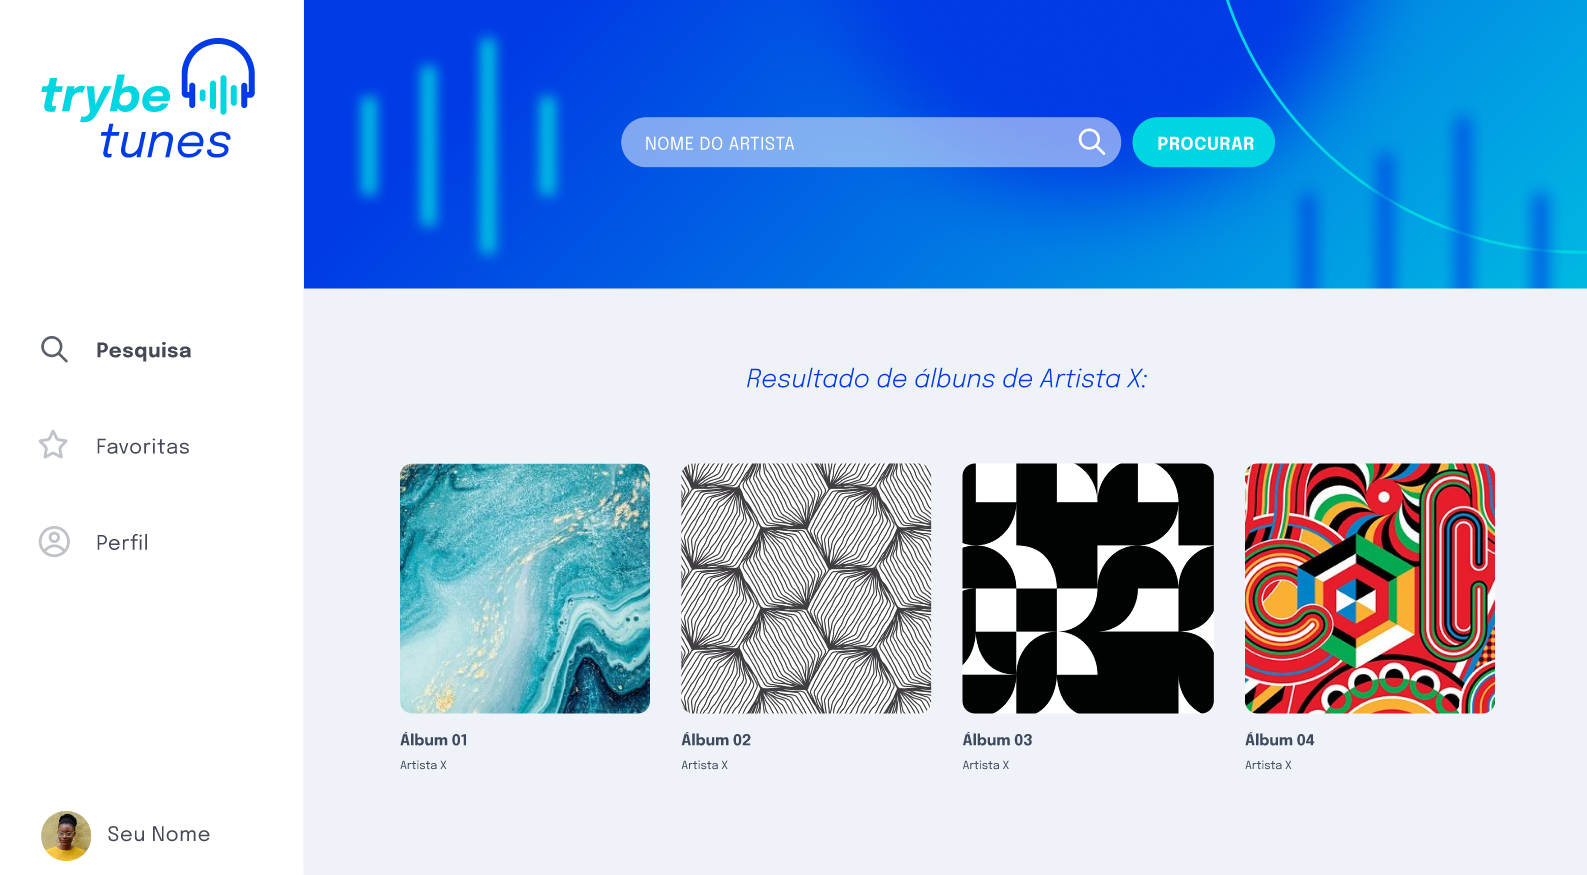 trybe
tunes
Pesquisa
Favoritas
Perfil
Seu Nome
NOME DO ARTISTA
PROCURAR
Resultado de álbuns de Artista X:
Álbum 01
Artista X
Álbum 02
Artista X
Álbum 03
Artista X
Álbum 04
Artista X